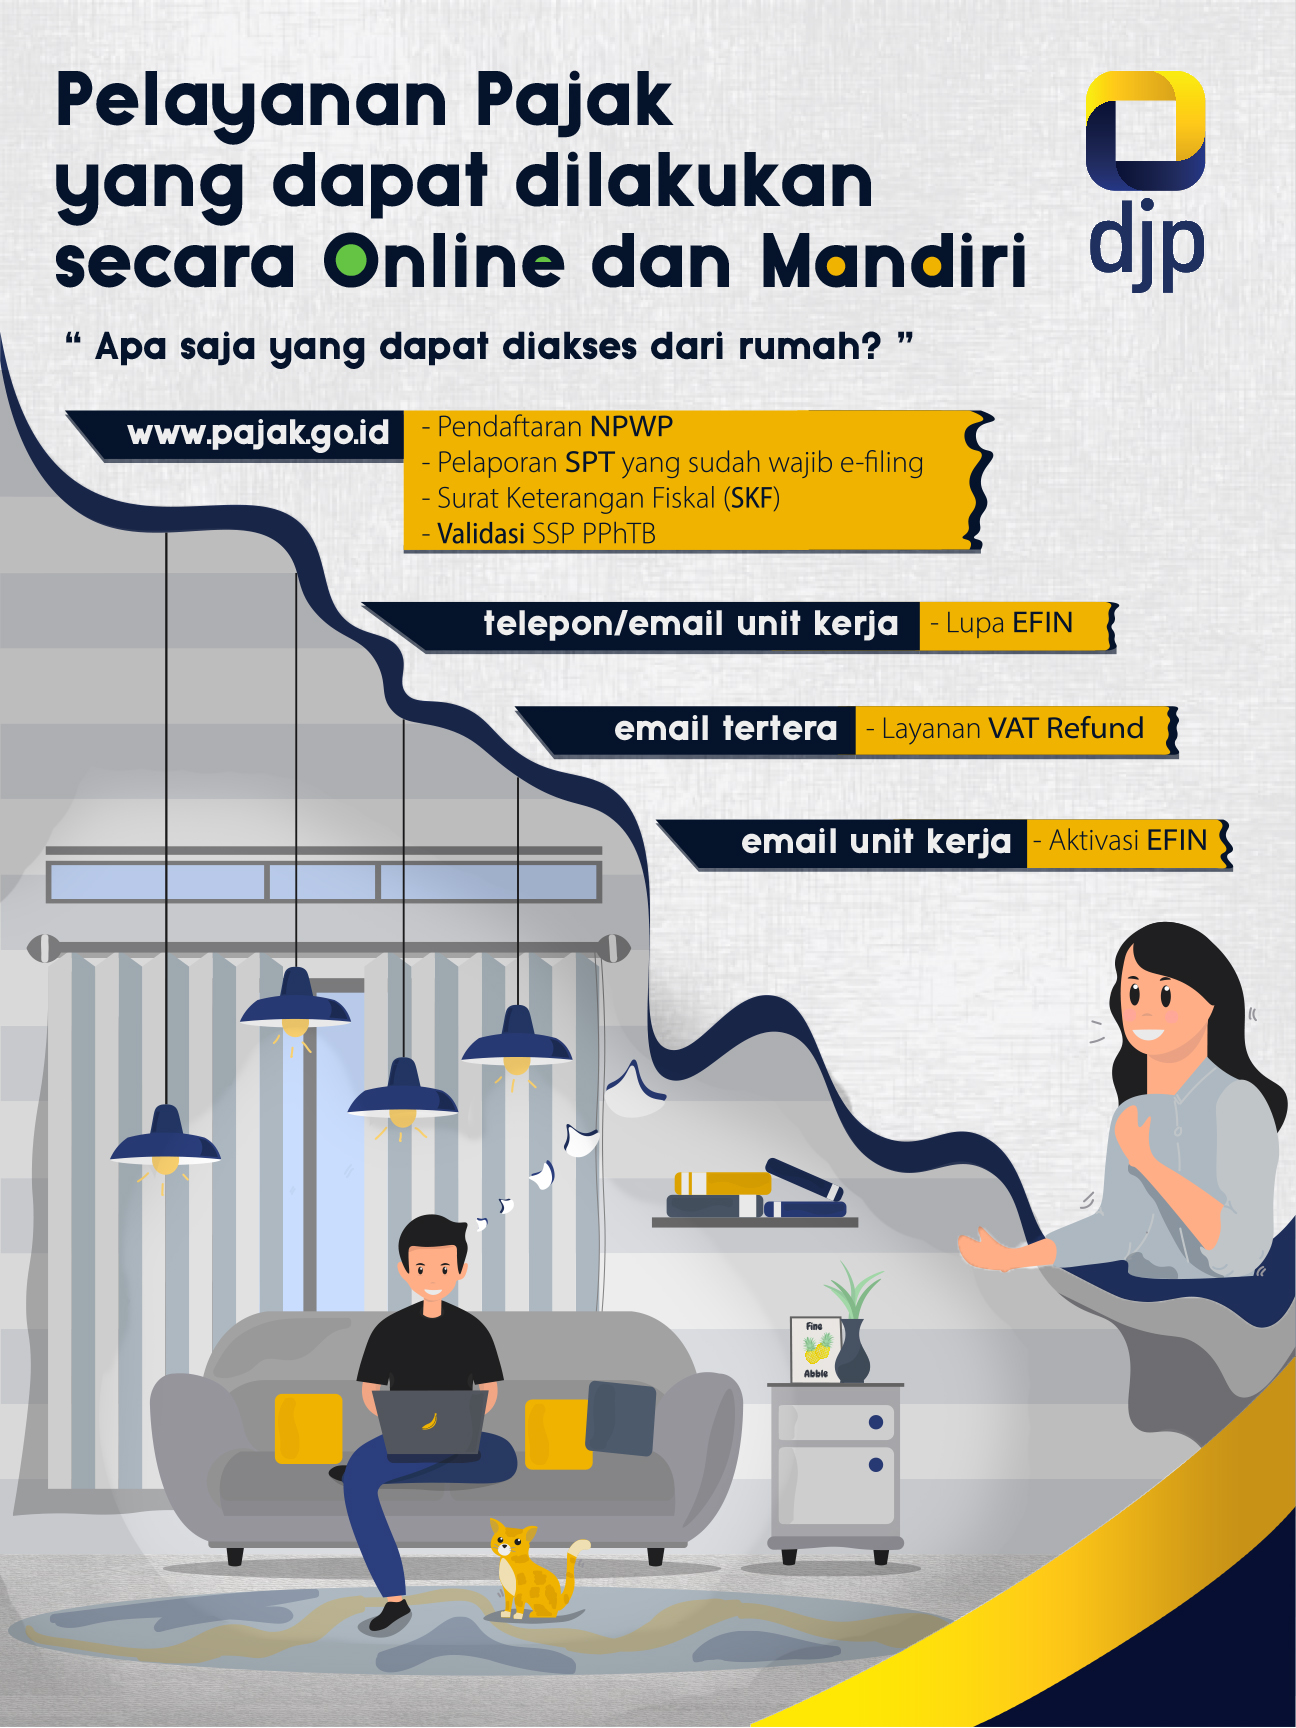 Pelayanan Pajak
yang dapat dilakukan
secara Online dan Mandiri
djp
“ Apa saja yang dapat diakses dari rumah? ”
www.pajak.go.id
- Pendaftaran NPWP
- Pelaporan SPT yang sudah wajib e-filing
- Surat Keterangan Fiskal (SKF)
- Validasi SSP PPhTB
telepon/email unit kerja
- Lupa EFIN
email tertera
- Layanan VAT Refund
email unit kerja
- Aktivasi EFIN
Fine
Abble